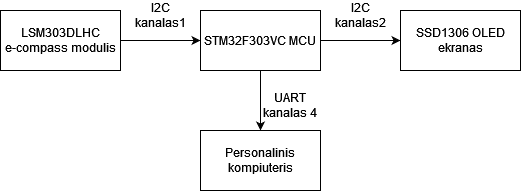 LSM303DLHC
e-compass modulis
I2C
kanalas1
STM32F303VC MCU
I2C
kanalas2
SSD1306 OLED
ekranas
UART
kanalas 4
Personalinis
kompiuteris